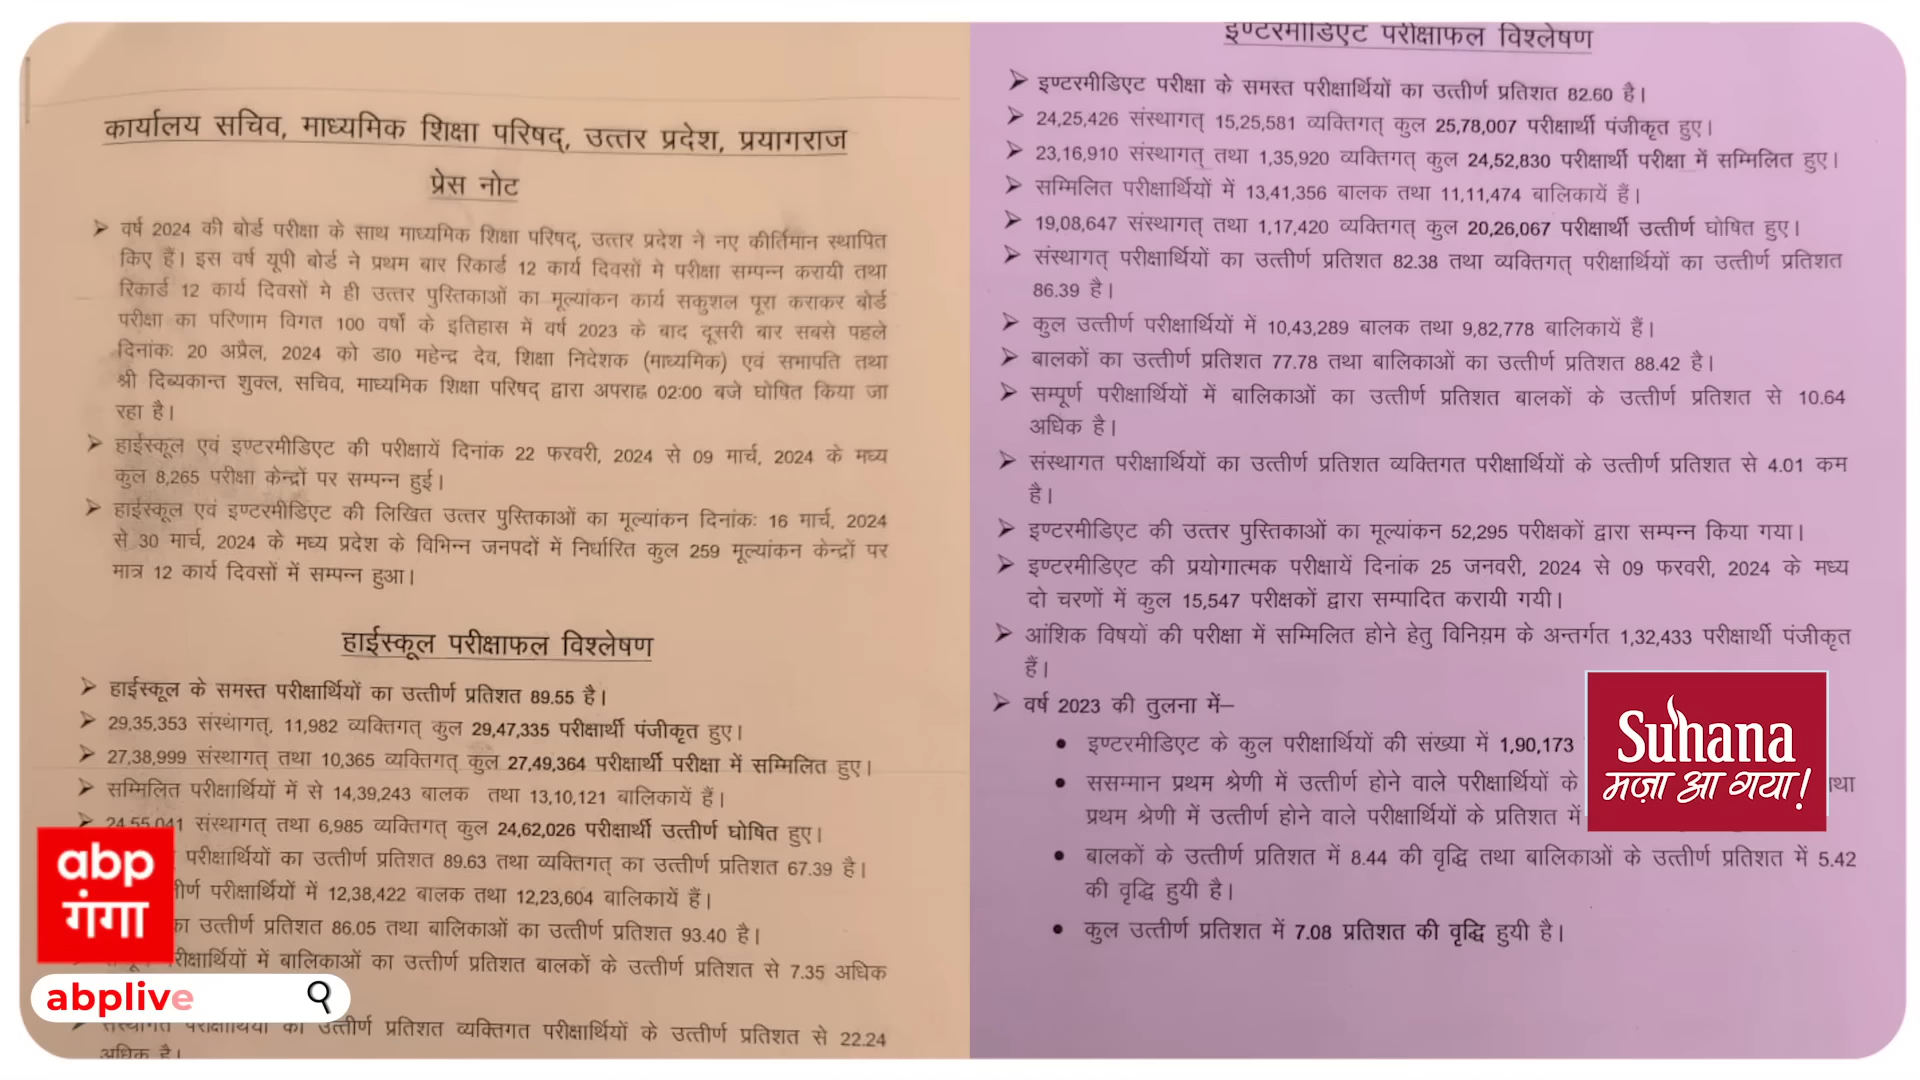 कार्यालय सचिव, माध्यमिक शिक्षा परिषद्, उत्तर प्रदेश, प्रयागराज
प्रेस नोट
➢ वर्ष 2024 की बोर्ड परीक्षा के साथ माध्यमिक शिक्षा परिषद्, उत्तर प्रदेश ने नए कीर्तिमान स्थापित
किए हैं। इस वर्ष यूपी बोर्ड ने प्रथम बार रिकार्ड 12 कार्य दिवसों मे परीक्षा सम्पन्न करायी तथा
रिकार्ड 12 कार्य दिवसों मे ही उत्तर पुस्तिकाओं का मूल्यांकन कार्य सकुशल पूरा कराकर बोर्ड
परीक्षा का परिणाम विगत 100 वर्षो के इतिहास में वर्ष 2023 के बाद दूसरी बार सबसे पहले
दिनांकः 20 अप्रैल, 2024 को डा0 महेन्द्र देव, शिक्षा निदेशक (माध्यमिक) एवं सभापति तथा
श्री दिब्यकान्त शुक्ल, सचिव, माध्यमिक शिक्षा परिषद् द्वारा अपराह्न 02:00 बजे घोषित किया जा
रहा है।
➢ हाईस्कूल एवं इण्टरमीडिएट की परीक्षायें दिनांक 22 फरवरी, 2024 से 09 मार्च, 2024 के मध्य
कुल 8,265 परीक्षा केन्द्रों पर सम्पन्न हुई।
➢ हाईस्कूल एवं इण्टरमीडिएट की लिखित उत्तर पुस्तिकाओं का मूल्यांकन दिनांकः 16 मार्च, 2024
से 30 मार्च, 2024 के मध्य प्रदेश के विभिन्न जनपदों में निर्धारित कुल 259 मूल्यांकन केन्द्रों पर
मात्र 12 कार्य दिवसों में सम्पन्न हुआ।
हाईस्कूल परीक्षाफल विश्लेषण
➢ हाईस्कूल के समस्त परीक्षार्थियों का उत्तीर्ण प्रतिशत 89.55 है।
➢ 29,35,353 संस्थागत्, 11,982 व्यक्तिगत् कुल 29,47,335 परीक्षार्थी पंजीकृत हुए।
➢ 27,38,999 संस्थागत् तथा 10,365 व्यक्तिगत् कुल 27,49,364 परीक्षार्थी परीक्षा में सम्मिलित हुए।
➢ सम्मिलित परीक्षार्थियों में से 14,39,243 बालक तथा 13,10,121 बालिकायें हैं।
➢ 24,55,041 संस्थागत् तथा 6,985 व्यक्तिगत् कुल 24,62,026 परीक्षार्थी उत्तीर्ण घोषित हुए।
परीक्षार्थियों का उत्तीर्ण प्रतिशत 89.63 तथा व्यक्तिगत् का उत्तीर्ण प्रतिशत 67.39 है।
परीक्षार्थियों में 12,38,422 बालक तथा 12,23,604 बालिकायें हैं।
का उत्तीर्ण प्रतिशत 86.05 तथा बालिकाओं का उत्तीर्ण प्रतिशत 93.40 है।
परीक्षार्थियों में बालिकाओं का उत्तीर्ण प्रतिशत बालकों के उत्तीर्ण प्रतिशत से 7.35 अधिक
➢ संस्थागत परीक्षार्थियों का उत्तीर्ण प्रतिशत व्यक्तिगत परीक्षार्थियों के उत्तीर्ण प्रतिशत से 22.24
अधिक है।
abp
गंगा
abplive
इण्टरमीडिएट परीक्षाफल विश्लेषण
➢ इण्टरमीडिएट परीक्षा के समस्त परीक्षार्थियों का उत्तीर्ण प्रतिशत 82.60 है।
➢ 24,25,426 संस्थागत् 15,25,581 व्यक्तिगत् कुल 25,78,007 परीक्षार्थी पंजीकृत हुए।
➢ 23,16,910 संस्थागत् तथा 1,35,920 व्यक्तिगत् कुल 24,52,830 परीक्षार्थी परीक्षा में सम्मिलित हुए।
➢ सम्मिलित परीक्षार्थियों में 13,41,356 बालक तथा 11,11,474 बालिकायें हैं।
➢ 19,08,647 संस्थागत् तथा 1,17,420 व्यक्तिगत् कुल 20,26,067 परीक्षार्थी उत्तीर्ण घोषित हुए।
➢ संस्थागत् परीक्षार्थियों का उत्तीर्ण प्रतिशत 82.38 तथा व्यक्तिगत् परीक्षार्थियों का उत्तीर्ण प्रतिशत
86.39 है।
➢ कुल उत्तीर्ण परीक्षार्थियों में 10,43,289 बालक तथा 9,82,778 बालिकायें हैं।
➢ बालकों का उत्तीर्ण प्रतिशत 77.78 तथा बालिकाओं का उत्तीर्ण प्रतिशत 88.42 है।
➢ सम्पूर्ण परीक्षार्थियों में बालिकाओं का उत्तीर्ण प्रतिशत बालकों के उत्तीर्ण प्रतिशत से 10.64
अधिक है।
➢ संस्थागत परीक्षार्थियों का उत्तीर्ण प्रतिशत व्यक्तिगत परीक्षार्थियों के उत्तीर्ण प्रतिशत से 4.01 कम
है।
➢ इण्टरमीडिएट की उत्तर पुस्तिकाओं का मूल्यांकन 52,295 परीक्षकों द्वारा सम्पन्न किया गया।
➢ इण्टरमीडिएट की प्रयोगात्मक परीक्षायें दिनांक 25 जनवरी, 2024 से 09 फरवरी, 2024 के मध्य
दो चरणों में कुल 15,547 परीक्षकों द्वारा सम्पादित करायी गयी।
➢ आंशिक विषयों की परीक्षा में सम्मिलित होने हेतु विनियम के अन्तर्गत 1,32,433 परीक्षार्थी पंजीकृत
हैं।
➢ वर्ष 2023 की तुलना में–
• इण्टरमीडिएट के कुल परीक्षार्थियों की संख्या में 1,90,173
• ससम्मान प्रथम श्रेणी में उत्तीर्ण होने वाले परीक्षार्थियों के
प्रथम श्रेणी में उत्तीर्ण होने वाले परीक्षार्थियों के प्रतिशत में
• बालकों के उत्तीर्ण प्रतिशत में 8.44 की वृद्धि तथा बालिकाओं के उत्तीर्ण प्रतिशत में 5.42
की वृद्धि हुयी है।
• कुल उत्तीर्ण प्रतिशत में 7.08 प्रतिशत की वृद्धि हुयी है।
Suhana
मज़ा आ गया!